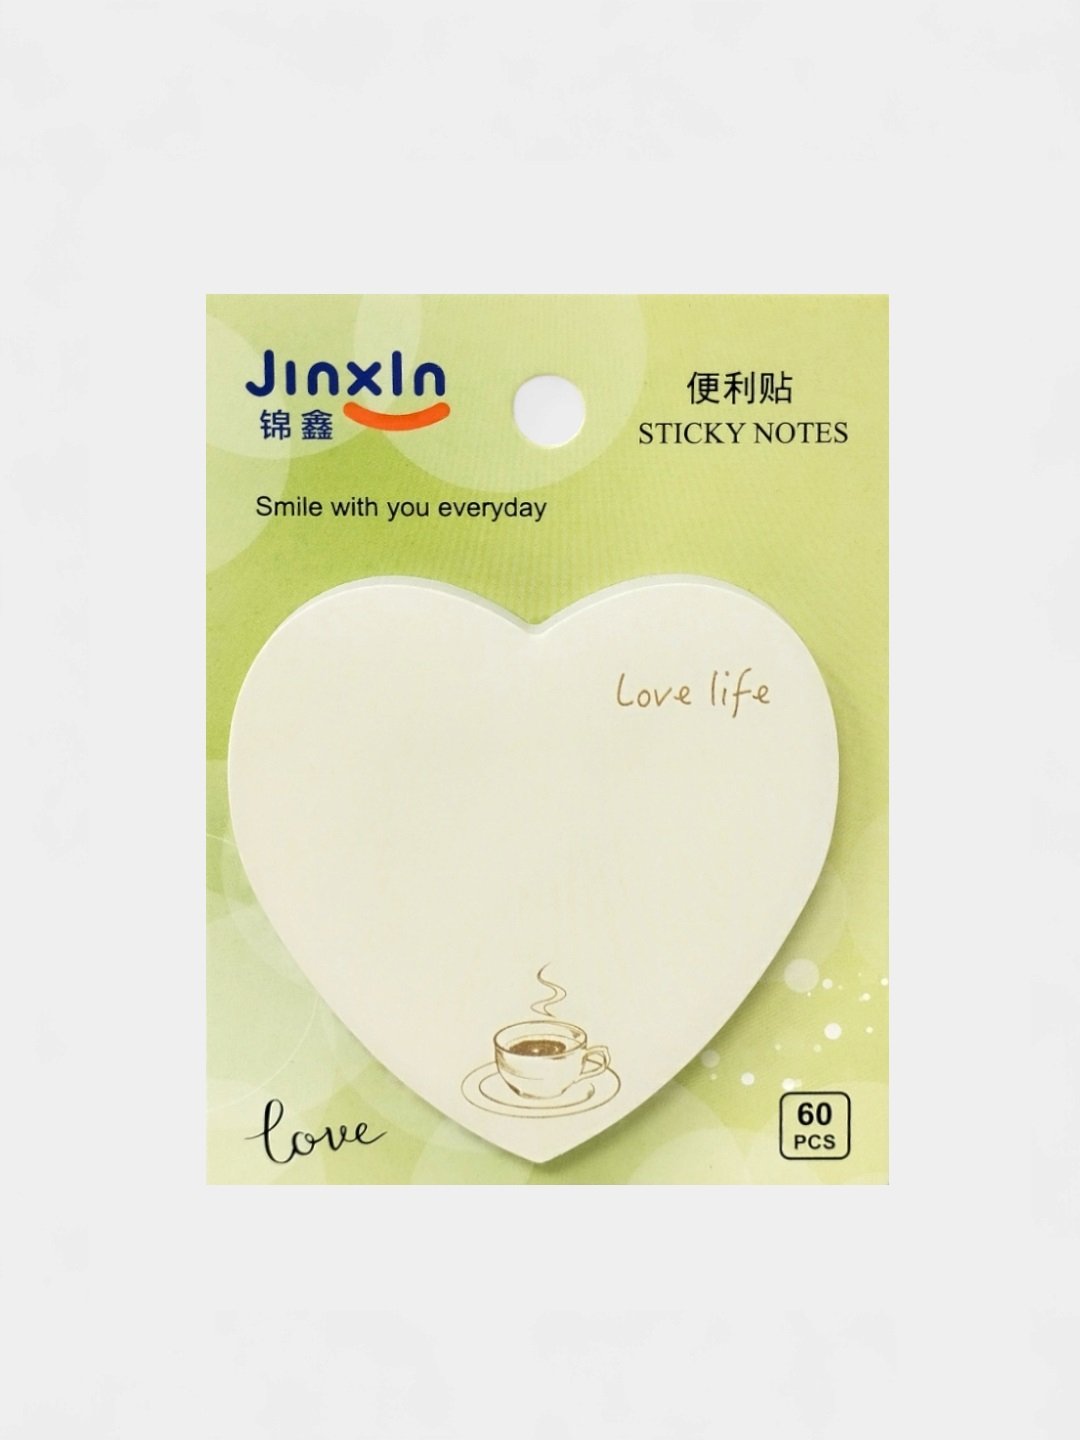 JInxIn
锦鑫
便利贴
STICKY NOTES
Smile with you everyday
Love life
love
60
PCS